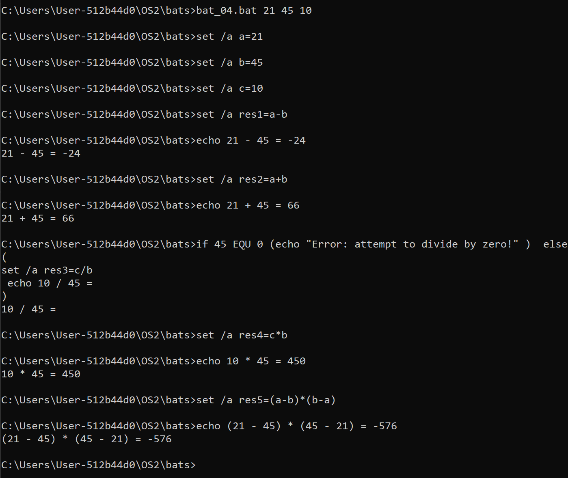 C:\Users\User-512b44d0\OS2\bats>bat_04.bat 21 45 10
C:\Users\User-512b44d0\OS2\bats>set /a a=21
C:\Users\User-512b44d0\OS2\bats>set /a b=45
C:\Users\User-512b44d0\OS2\bats>set /a c=10
C:\Users\User-512b44d0\OS2\bats>set /a res1=a-b
C:\Users\User-512b44d0\OS2\bats>echo 21 - 45 = -24
21 - 45 = -24
C:\Users\User-512b44d0\OS2\bats>set /a res2=a+b
C:\Users\User-512b44d0\OS2\bats>echo 21 + 45 = 66
21 + 45 = 66
C:\Users\User-512b44d0\OS2\bats>if 45 EQU 0 (echo "Error: attempt to divide by zero!" )  else
(
set /a res3=c/b
 echo 10 / 45 =
)
10 / 45 =
C:\Users\User-512b44d0\OS2\bats>set /a res4=c*b
C:\Users\User-512b44d0\OS2\bats>echo 10 * 45 = 450
10 * 45 = 450
C:\Users\User-512b44d0\OS2\bats>set /a res5=(a-b)*(b-a)
C:\Users\User-512b44d0\OS2\bats>echo (21 - 45) * (45 - 21) = -576
(21 - 45) * (45 - 21) = -576
C:\Users\User-512b44d0\OS2\bats>